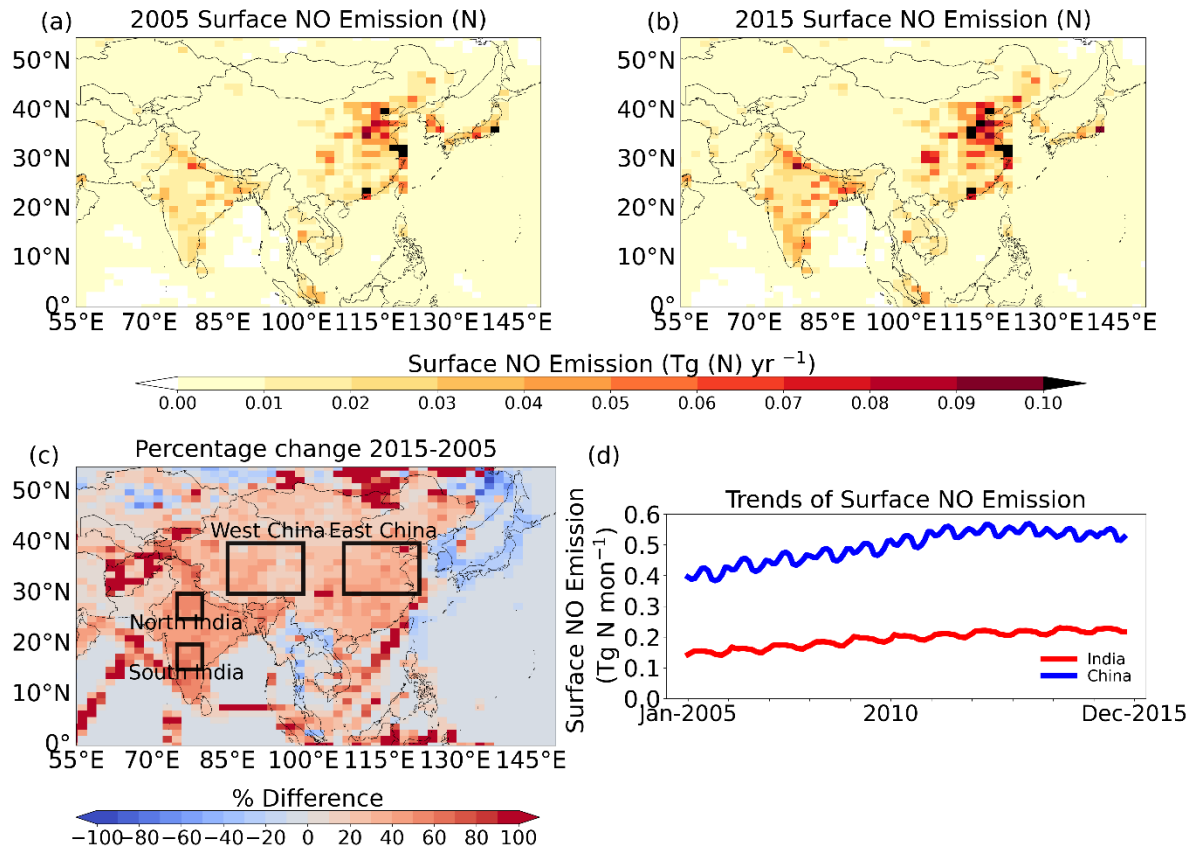 (a)
2005 Surface NO Emission (N)
50°N
40°N
30°N
20°N
10°N
0°
55°E 70°E 85°E 100°E 115°E 130°E 145°E
(b)
2015 Surface NO Emission (N)
50°N
40°N
30°N
20°N
10°N
0°
55°E 70°E 85°E 100°E 115°E 130°E 145°E
Surface NO Emission (Tg (N) yr ⁻¹)
0.00 0.01 0.02 0.03 0.04 0.05 0.06 0.07 0.08 0.09 0.10
(c)
Percentage change 2015-2005
50°N
40°N
30°N
20°N
10°N
0°
West China East China
North India
South India
55°E 70°E 85°E 100°E 115°E 130°E 145°E
% Difference
−100 −80 −60 −40 −20 0 20 40 60 80 100
(d)
Trends of Surface NO Emission
Surface NO Emission
(Tg N mon⁻¹)
0.6
0.5
0.4
0.3
0.2
0.1
0.0
India
China
Jan-2005 2010 Dec-2015